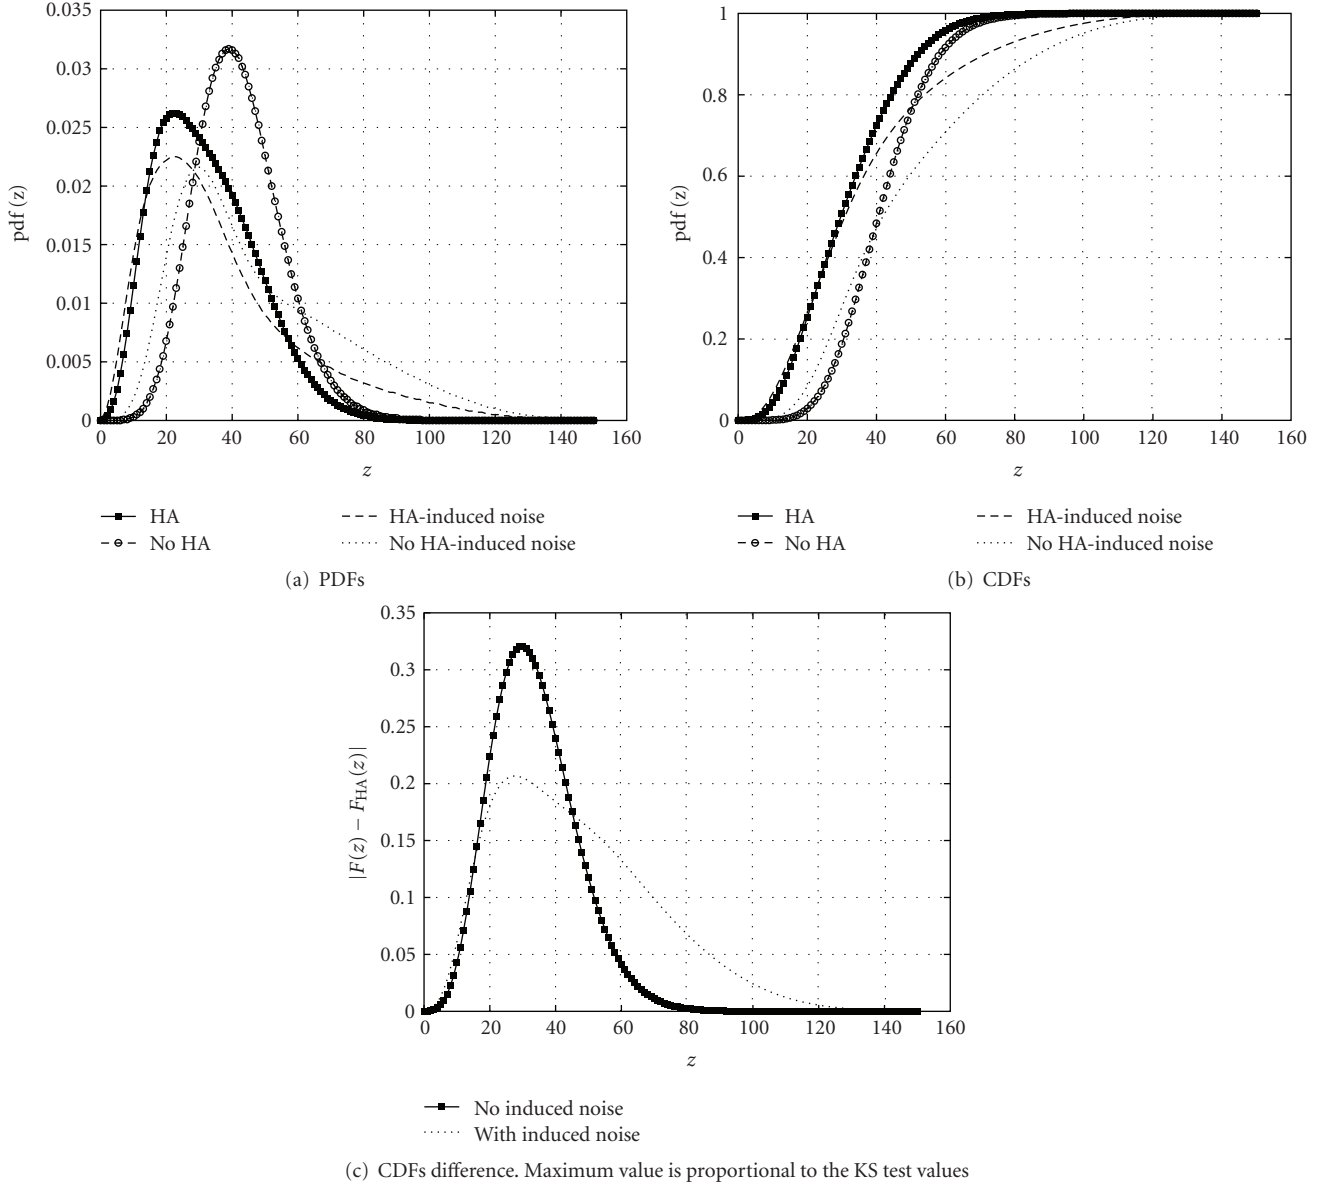 0.035
0.03
0.025
0.02
0.015
0.01
0.005
0
pdf (z)
0 20 40 60 80 100 120 140 160
z
HA
No HA
HA-induced noise
No HA-induced noise
(a) PDFs
1
0.8
0.6
0.4
0.2
0
pdf (z)
0 20 40 60 80 100 120 140 160
z
HA
No HA
HA-induced noise
No HA-induced noise
(b) CDFs
0.35
0.3
0.25
0.2
0.15
0.1
0.05
0
|F(z) − F_HA(z)|
0 20 40 60 80 100 120 140 160
z
No induced noise
With induced noise
(c) CDFs difference. Maximum value is proportional to the KS test values